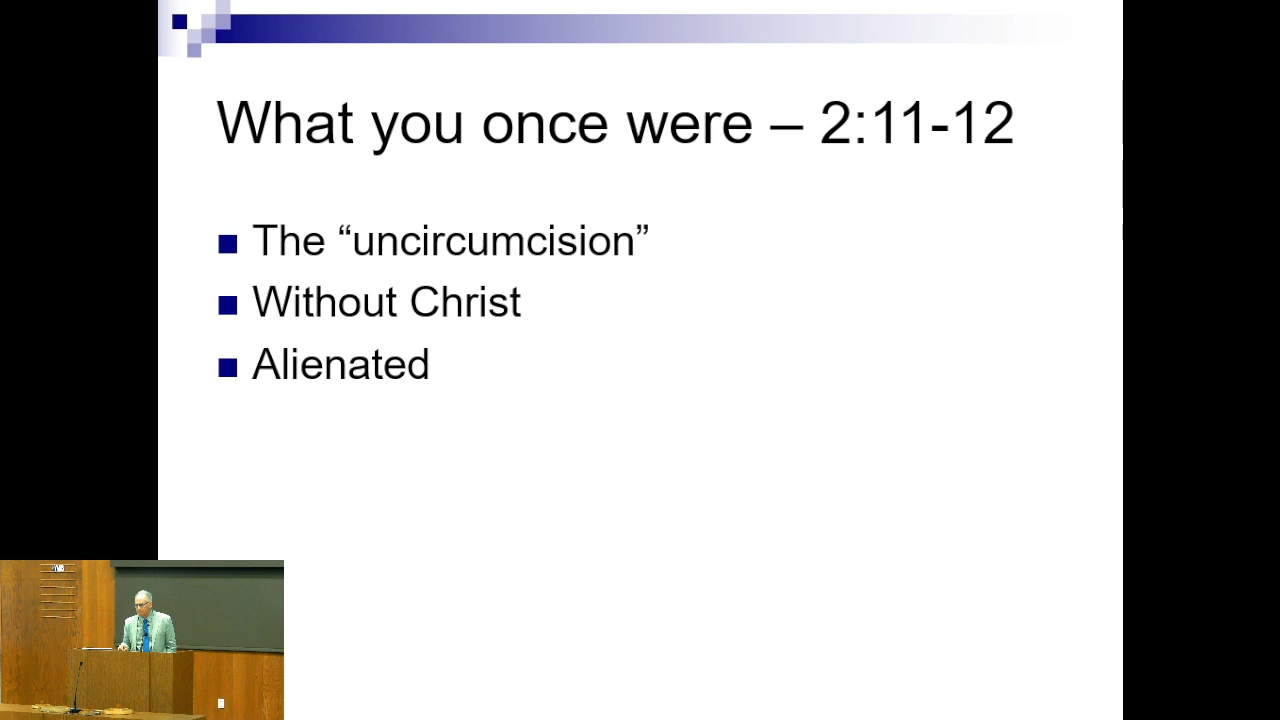 What you once were – 2:11-12
The “uncircumcision”
Without Christ
Alienated